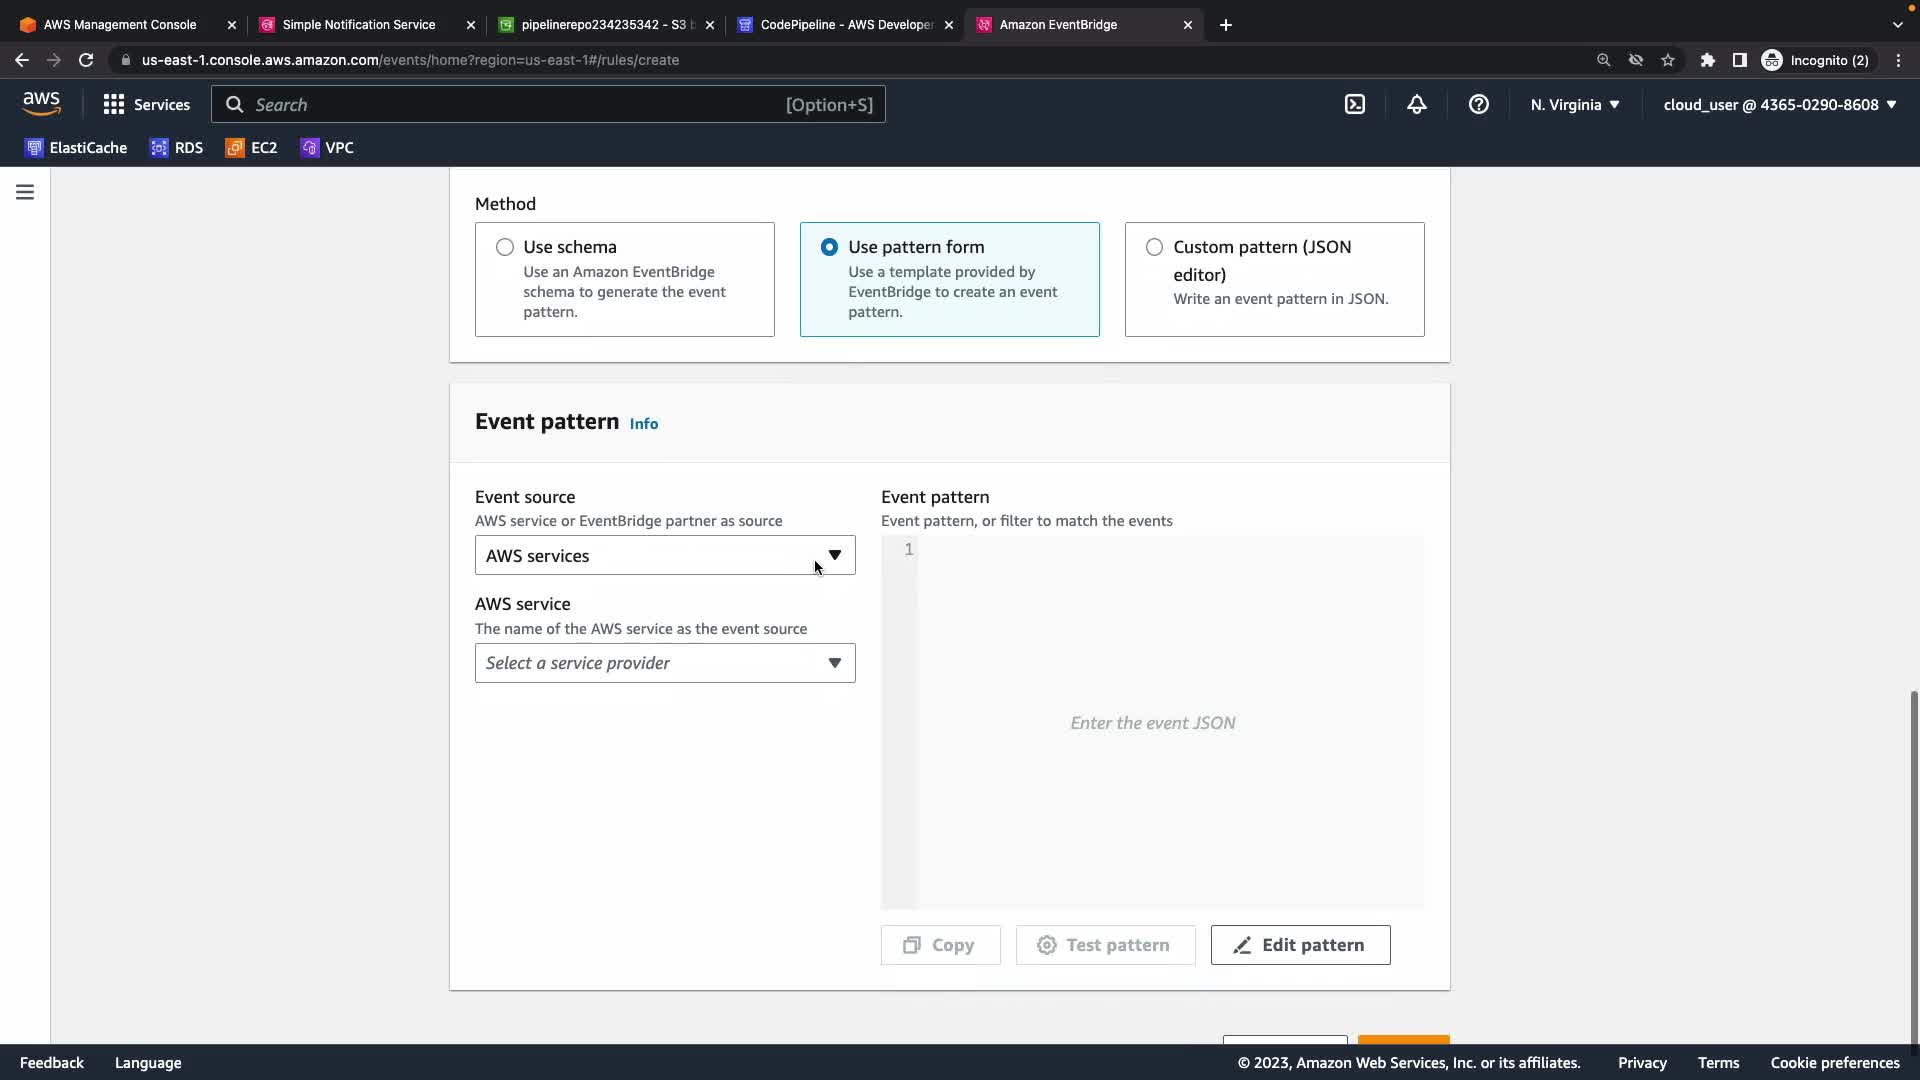 AWS Management Console
Simple Notification Service
pipelinerepo234235342 - S3 b
CodePipeline - AWS Developer
Amazon EventBridge
us-east-1.console.aws.amazon.com/events/home?region=us-east-1#/rules/create
Incognito (2)
aws
Services
Search
[Option+S]
N. Virginia
cloud_user @ 4365-0290-8608
ElastiCache
RDS
EC2
VPC
Method
Use schema
Use an Amazon EventBridge
schema to generate the event
pattern.
Use pattern form
Use a template provided by
EventBridge to create an event
pattern.
Custom pattern (JSON
editor)
Write an event pattern in JSON.
Event pattern Info
Event source
AWS service or EventBridge partner as source
AWS services
AWS service
The name of the AWS service as the event source
Select a service provider
Event pattern
Event pattern, or filter to match the events
1
Enter the event JSON
Copy
Test pattern
Edit pattern
Feedback
Language
© 2023, Amazon Web Services, Inc. or its affiliates.
Privacy
Terms
Cookie preferences